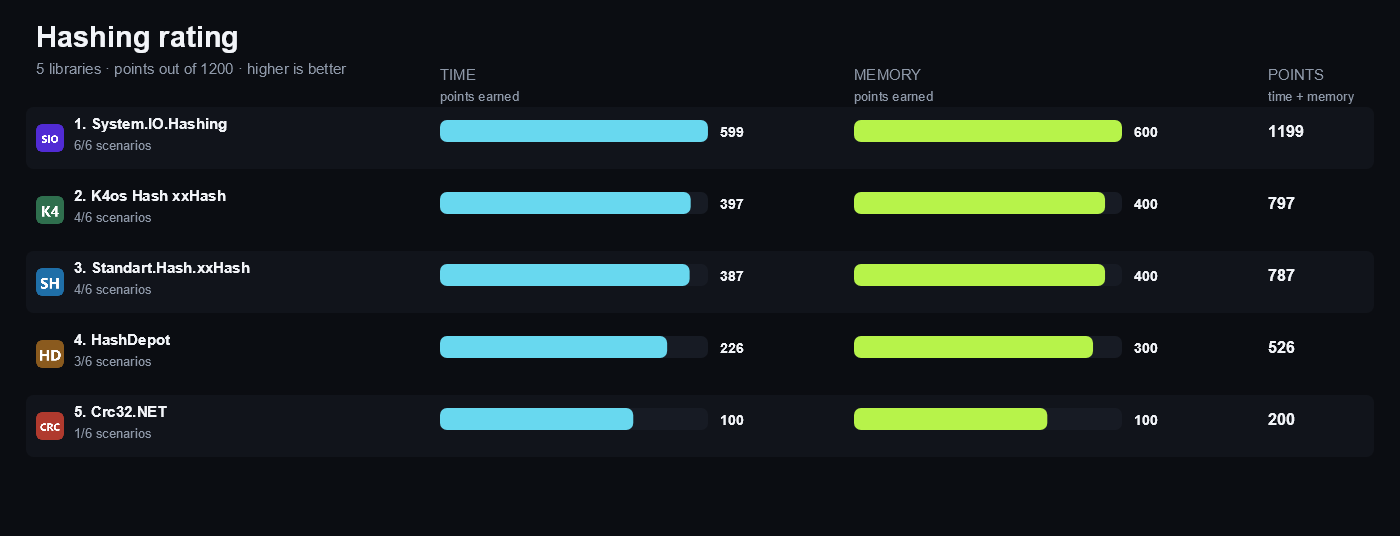 Hashing rating
5 libraries · points out of 1200 · higher is better
TIME
points earned
MEMORY
points earned
POINTS
time + memory
SIO
1. System.IO.Hashing
6/6 scenarios
599
600
1199
K4
2. K4os Hash xxHash
4/6 scenarios
397
400
797
SH
3. Standart.Hash.xxHash
4/6 scenarios
387
400
787
HD
4. HashDepot
3/6 scenarios
226
300
526
CRC
5. Crc32.NET
1/6 scenarios
100
100
200